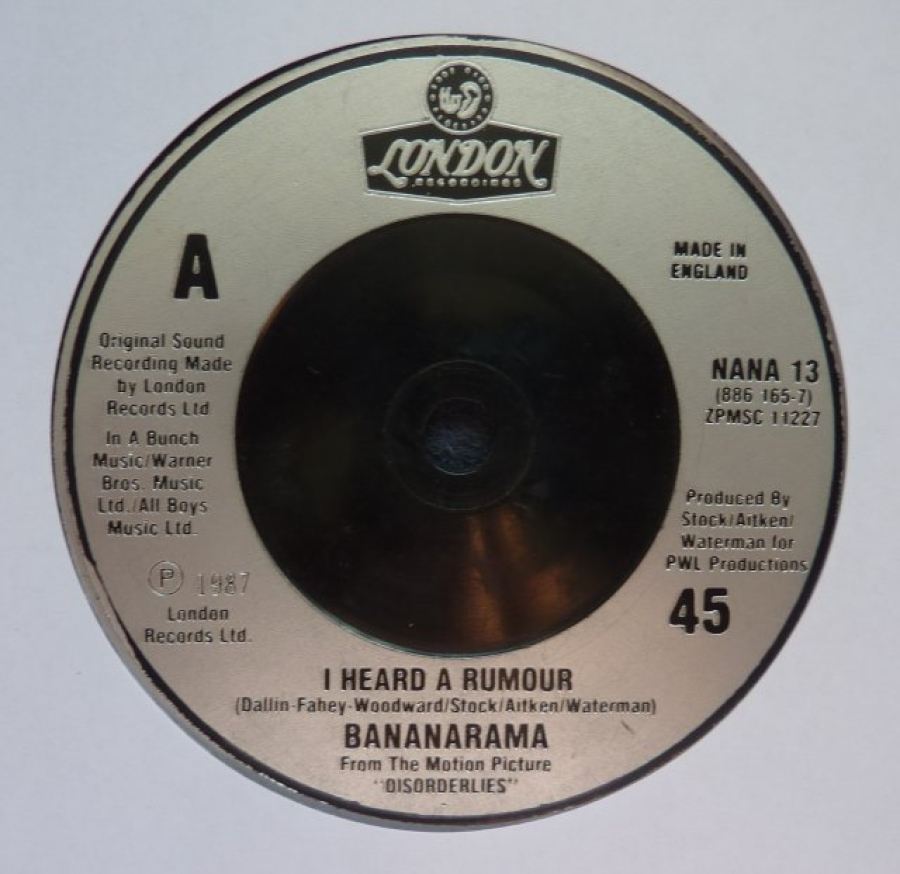 LONDON
RECORDINGS
A
MADE IN
ENGLAND
Original Sound
Recording Made
by London
Records Ltd
In A Bunch
Music/Warner
Bros. Music
Ltd./All Boys
Music Ltd.
Ⓟ 1987
London
Records Ltd.
NANA 13
(886 165-7)
ZPMSC 11227
Produced By
Stock/Aitken/
Waterman for
PWL Productions
45
I HEARD A RUMOUR
(Dallin-Fahey-Woodward/Stock/Aitken/Waterman)
BANANARAMA
From The Motion Picture
"DISORDERLIES"